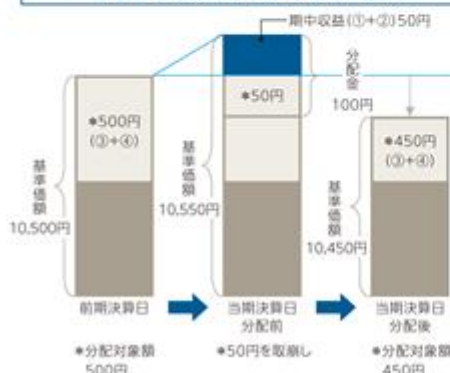 期中収益(①+②)50円
分配金
100円
*500円
(③+④)
*50円
*450円
(③+④)
基準価額
10,500円
基準価額
10,550円
基準価額
10,450円
前期決算日
当期決算日
分配前
当期決算日
分配後
*分配対象額
500円
*50円を取崩し
*分配対象額
450円